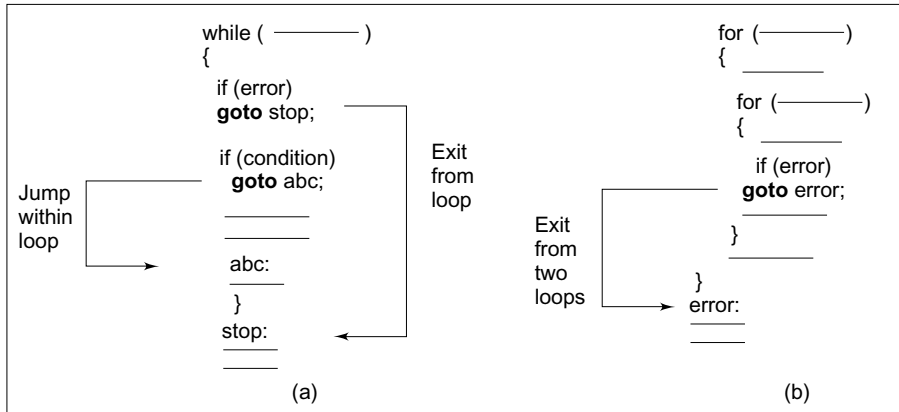 while ( )
{
if (error)
goto stop;
if (condition)
goto abc;
Jump
within
loop
Exit
from
loop
abc:
}
stop:
(a)
for ( )
{
for ( )
{
if (error)
goto error;
Exit
from
two
loops
}
}
error:
(b)